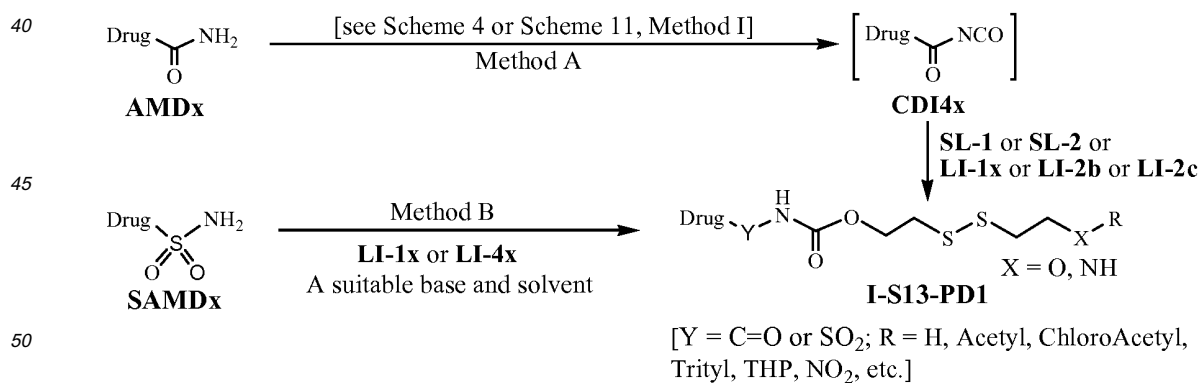 40
Drug NH2 O
[see Scheme 4 or Scheme 11, Method I]
Method A
Drug NCO O
AMDx
CDI4x
SL-1 or SL-2 or
LI-1x or LI-2b or LI-2c
45
Drug NH2 S O O
Method B
LI-1x or LI-4x
A suitable base and solvent
SAMDx
Drug Y H N O O S S X R
X = O, NH
I-S13-PD1
50
[Y = C=O or SO2; R = H, Acetyl, ChloroAcetyl,
Trityl, THP, NO2, etc.]